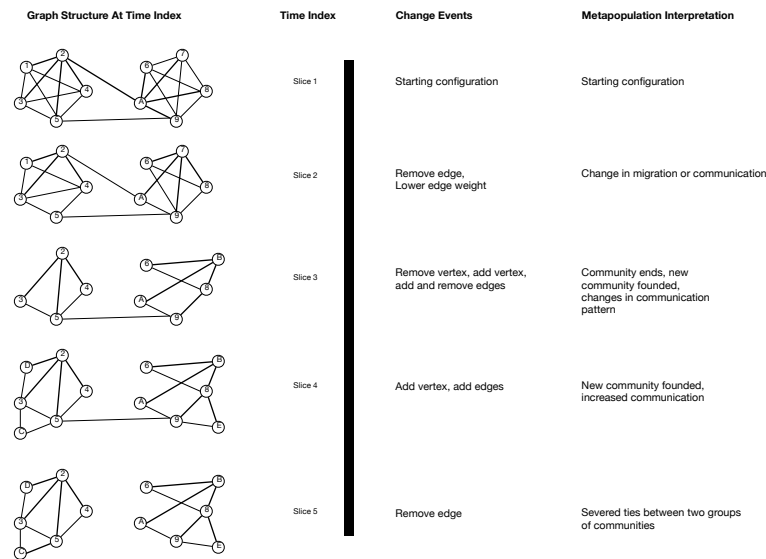 Graph Structure At Time Index
Time Index
Change Events
Metapopulation Interpretation
1
2
3
4
5
6
7
8
9
A
Slice 1
Starting configuration
Starting configuration
1
2
3
4
5
6
7
8
9
A
Slice 2
Remove edge,
Lower edge weight
Change in migration or communication
2
3
4
5
6
B
8
9
A
Slice 3
Remove vertex, add vertex,
add and remove edges
Community ends, new
community founded,
changes in communication
pattern
D
2
3
4
5
C
6
B
8
9
A
E
Slice 4
Add vertex, add edges
New community founded,
increased communication
D
2
3
4
5
C
6
B
8
9
A
E
Slice 5
Remove edge
Severed ties between two groups
of communities